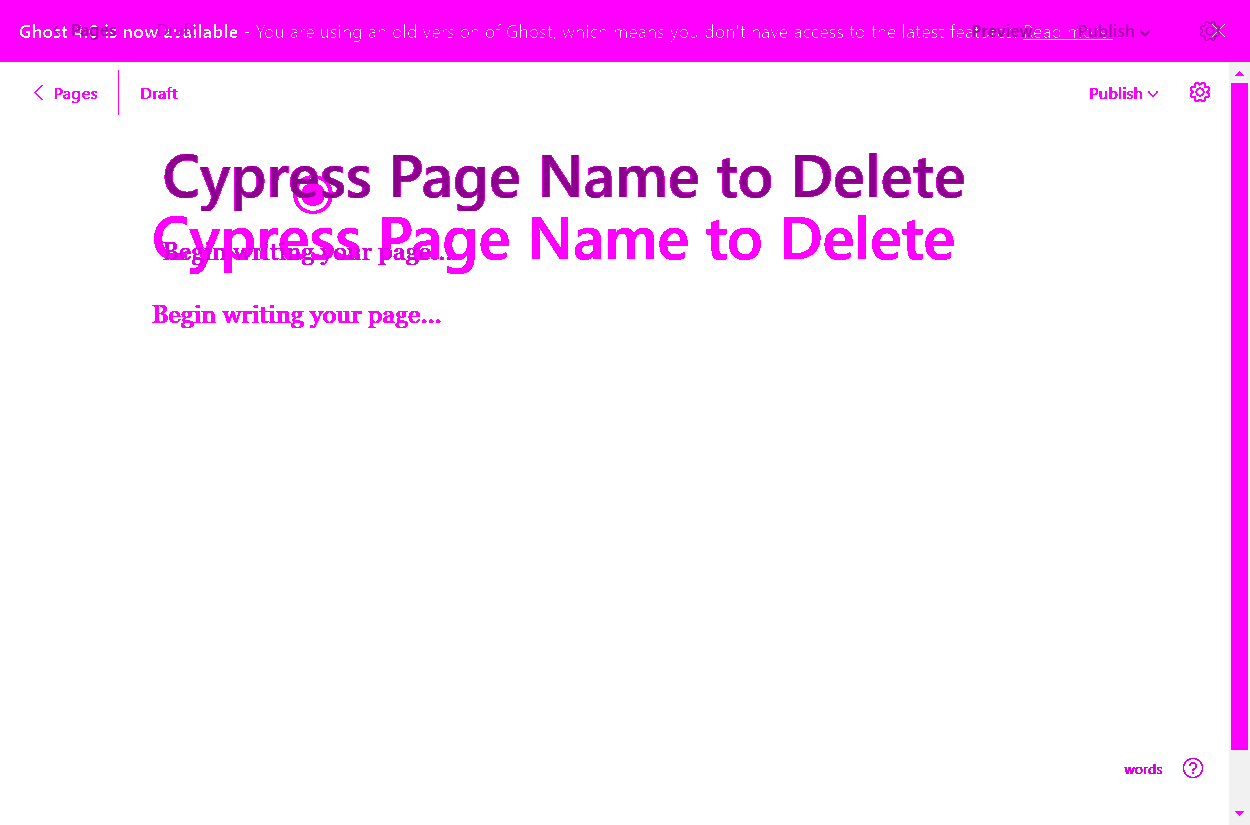 Ghost 4.0 is now available - You are using an old version of Ghost, which means you don't have access to the latest features. Read more
Pages Draft Preview Publish
Pages Draft Publish
Cypress Page Name to Delete
Cypress Page Name to Delete
Begin writing your page...
Begin writing your page...
words